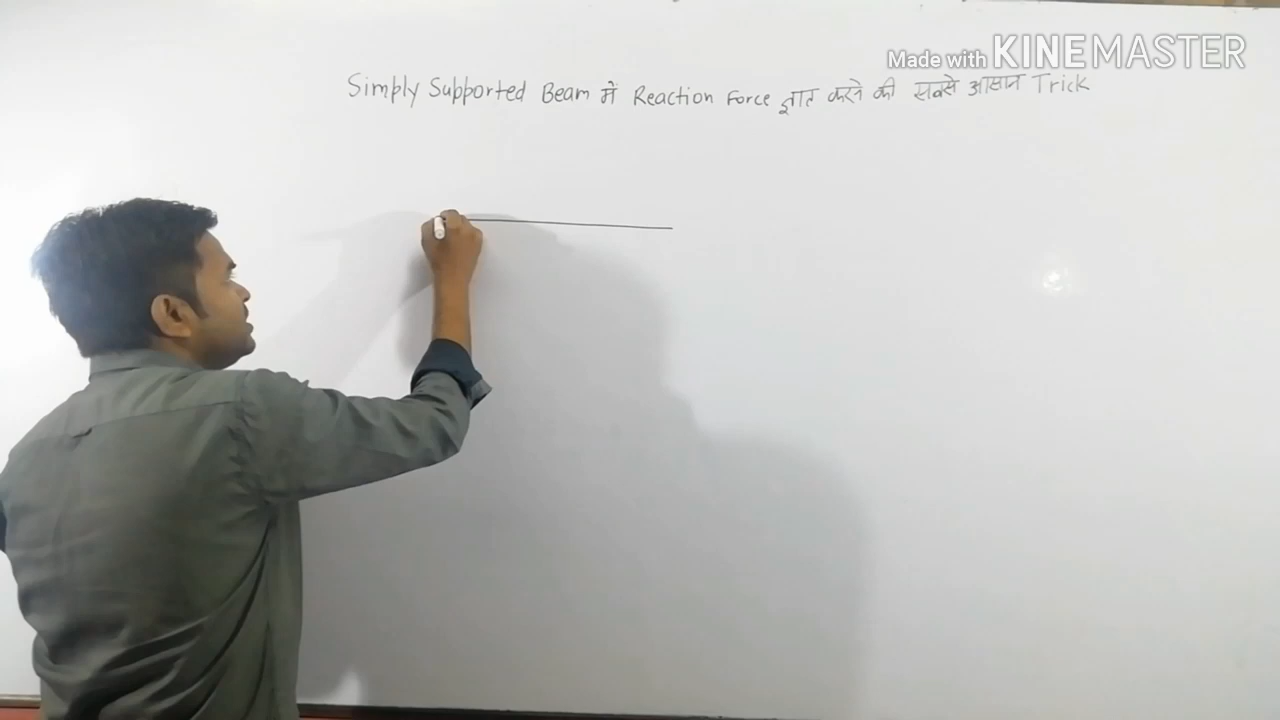 Made with KINEMASTER
Simply Supported Beam में Reaction Force ज्ञात करने की सबसे आसान Trick